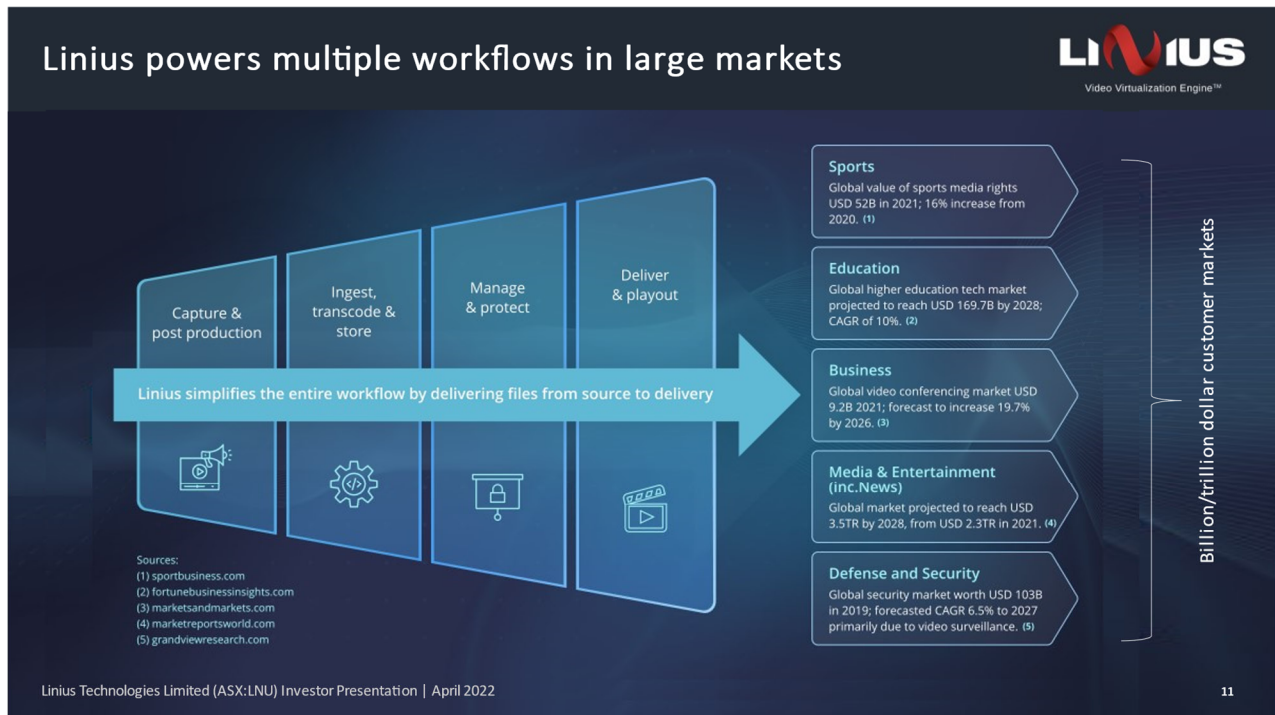 Linius powers multiple workflows in large markets
LINIUS
Video Virtualization Engine™
Capture &
post production
Ingest,
transcode &
store
Manage
& protect
Deliver
& playout
Linius simplifies the entire workflow by delivering files from source to delivery
Sports
Global value of sports media rights
USD 52B in 2021; 16% increase from
2020. (1)
Education
Global higher education tech market
projected to reach USD 169.7B by 2028;
CAGR of 10%. (2)
Business
Global video conferencing market USD
9.2B 2021; forecast to increase 19.7%
by 2026. (3)
Media & Entertainment
(inc.News)
Global market projected to reach USD
3.5TR by 2028, from USD 2.3TR in 2021. (4)
Defense and Security
Global security market worth USD 103B
in 2019; forecasted CAGR 6.5% to 2027
primarily due to video surveillance. (5)
Billion/trillion dollar customer markets
Sources:
(1) sportbusiness.com
(2) fortunebusinessinsights.com
(3) marketsandmarkets.com
(4) marketreportsworld.com
(5) grandviewresearch.com
Linius Technologies Limited (ASX:LNU) Investor Presentation | April 2022
11